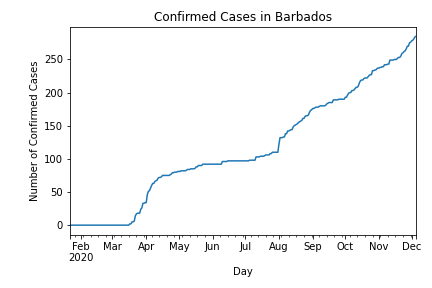 Confirmed Cases in Barbados
Number of Confirmed Cases
250
200
150
100
50
0
Feb Mar Apr May Jun Jul Aug Sep Oct Nov Dec
2020
Day